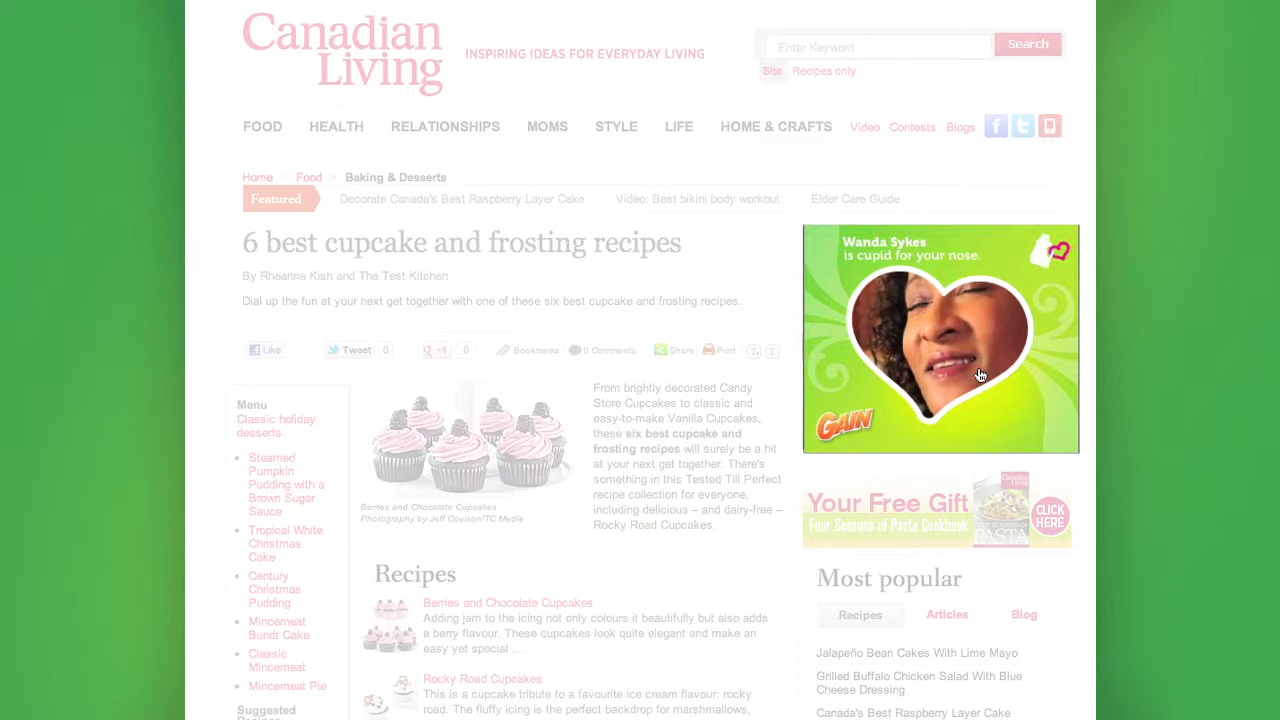 Canadian
Living
INSPIRING IDEAS FOR EVERYDAY LIVING
Enter Keyword
Search
Site
Recipes only
FOOD
HEALTH
RELATIONSHIPS
MOMS
STYLE
LIFE
HOME & CRAFTS
Video
Contests
Blogs
Home > Food > Baking & Desserts
Featured
Decorate Canada's Best Raspberry Layer Cake
Video: Best bikini body workout
Elder Care Guide
6 best cupcake and frosting recipes
By Rheanna Kish and The Test Kitchen
Dial up the fun at your next get together with one of these six best cupcake and frosting recipes.
Like
Tweet
0
+1
0
Bookmarks
0 Comments
Share
Print
Wanda Sykes
is cupid for your nose.
GAIN
Menu
Classic holiday
desserts
Steamed
Pumpkin
Pudding with a
Brown Sugar
Sauce
Tropical White
Christmas
Cake
Century
Christmas
Pudding
Mincemeat
Bundt Cake
Classic
Mincemeat
Mincemeat Pie
Suggested
Berries and Chocolate Cupcakes
Photography by Jeff Coulson/TC Media
From brightly decorated Candy
Store Cupcakes to classic and
easy-to-make Vanilla Cupcakes,
these six best cupcake and
frosting recipes will surely be a hit
at your next get together. There's
something in this Tested Till Perfect
recipe collection for everyone,
including delicious – and dairy-free –
Rocky Road Cupcakes.
Recipes
Berries and Chocolate Cupcakes
Adding jam to the icing not only colours it beautifully but also adds
a berry flavour. These cupcakes look quite elegant and make an
easy yet special ...
Rocky Road Cupcakes
This is a cupcake tribute to a favourite ice cream flavour: rocky
road. The fluffy icing is the perfect backdrop for marshmallows,
Your Free Gift
Four Seasons of Pasta Cookbook
CLICK
HERE
Most popular
Recipes
Articles
Blog
Jalapeño Bean Cakes With Lime Mayo
Grilled Buffalo Chicken Salad With Blue
Cheese Dressing
Canada's Best Raspberry Layer Cake